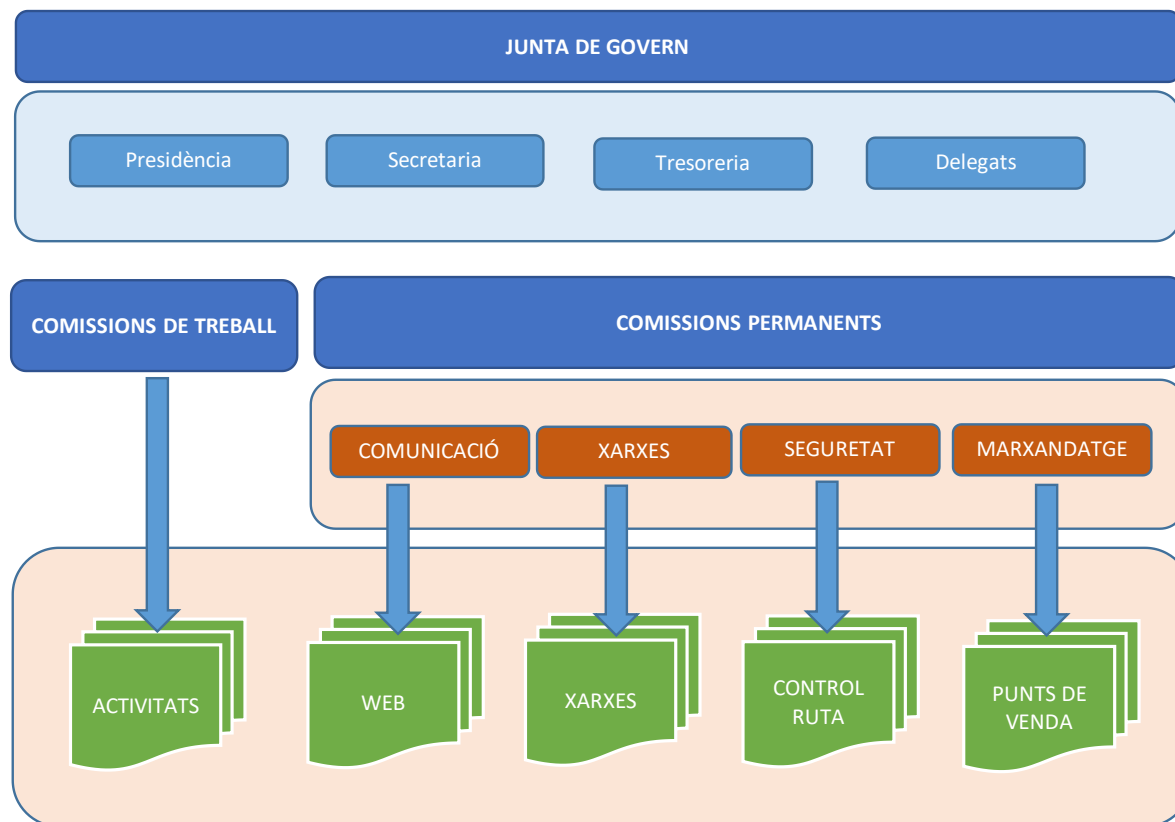 JUNTA DE GOVERN
Presidència
Secretaria
Tresoreria
Delegats
COMISSIONS DE TREBALL
COMISSIONS PERMANENTS
COMUNICACIÓ
XARXES
SEGURETAT
MARXANDATGE
ACTIVITATS
WEB
XARXES
CONTROL
RUTA
PUNTS DE
VENDA